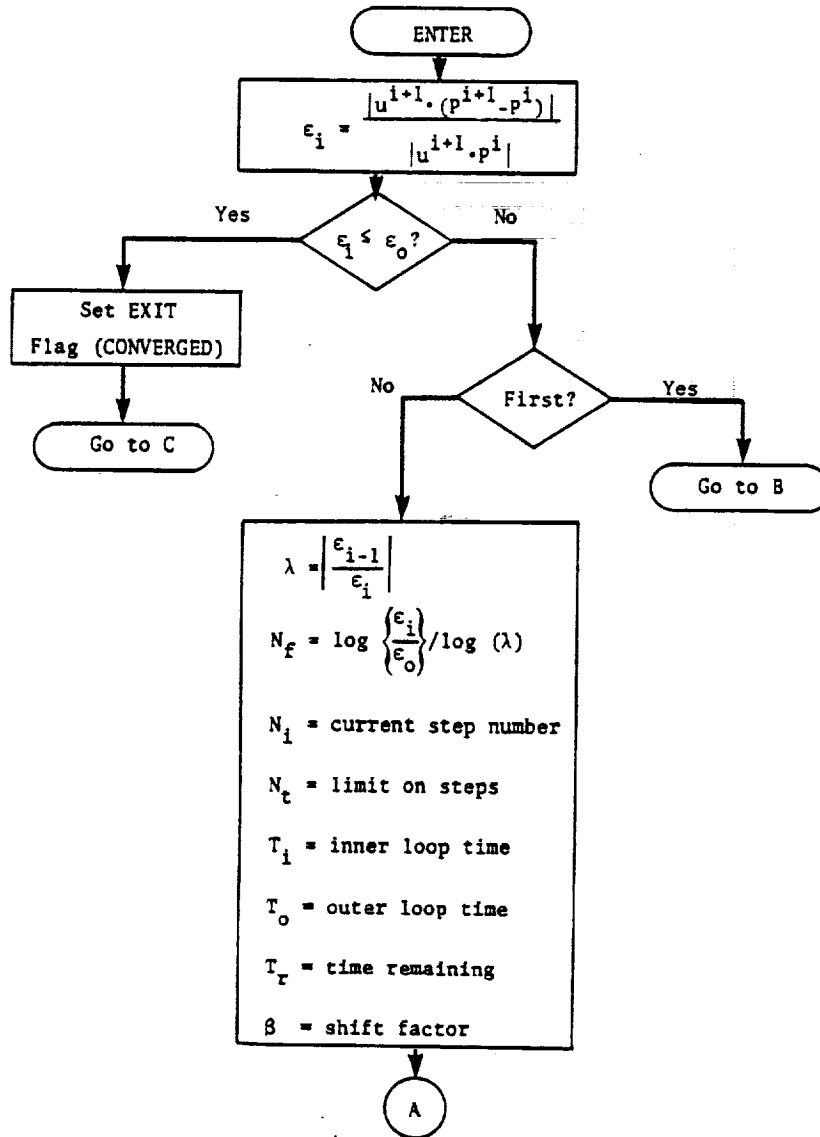 ENTER
ε_i = |u^{i+1}·(P^{i+1}-P^i)| / |u^{i+1}·P^i|
Yes
No
ε_i ≤ ε_o?
Set EXIT
Flag (CONVERGED)
Go to C
No
First?
Yes
Go to B
λ = |ε_{i-1}/ε_i|
N_f = log {ε_i/ε_o}/log (λ)
N_i = current step number
N_t = limit on steps
T_i = inner loop time
T_o = outer loop time
T_r = time remaining
β = shift factor
A